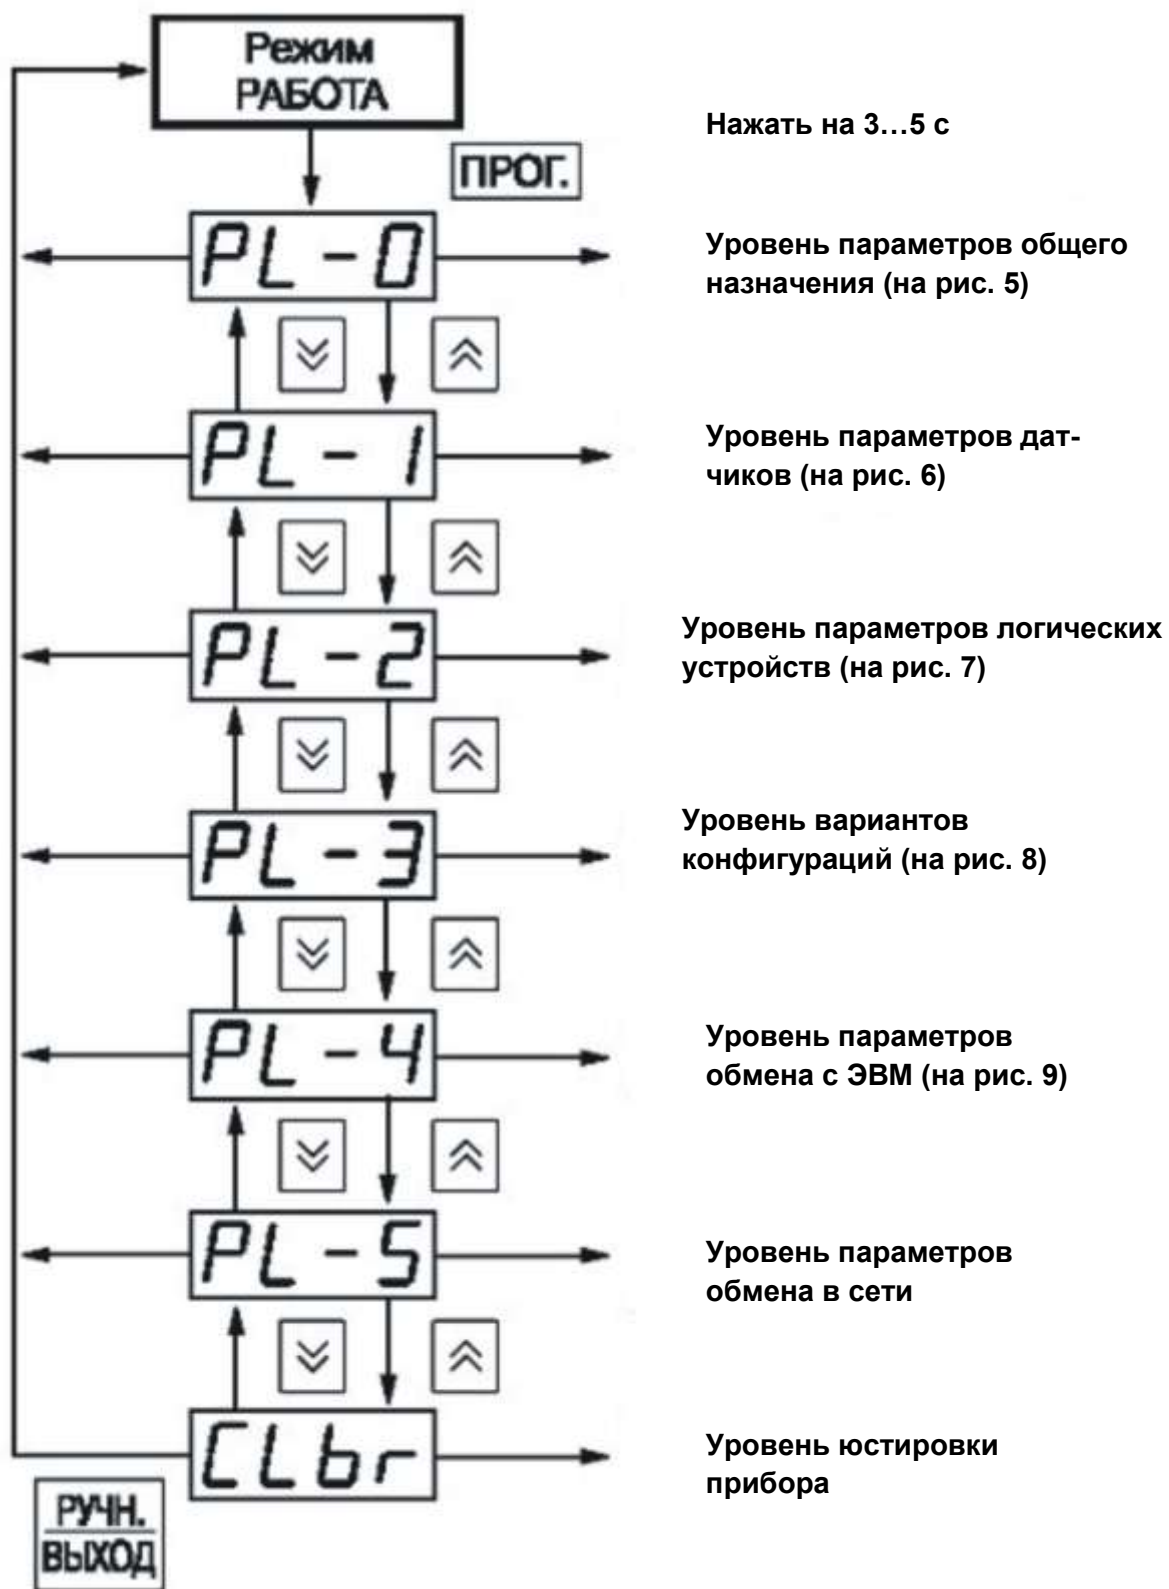 Режим
РАБОТА
Нажать на 3…5 с
ПРОГ.
PL-0
Уровень параметров общего
назначения (на рис. 5)
PL-1
Уровень параметров дат-
чиков (на рис. 6)
PL-2
Уровень параметров логических
устройств (на рис. 7)
PL-3
Уровень вариантов
конфигураций (на рис. 8)
PL-4
Уровень параметров
обмена с ЭВМ (на рис. 9)
PL-5
Уровень параметров
обмена в сети
CLbr
Уровень юстировки
прибора
РУЧН.
ВЫХОД